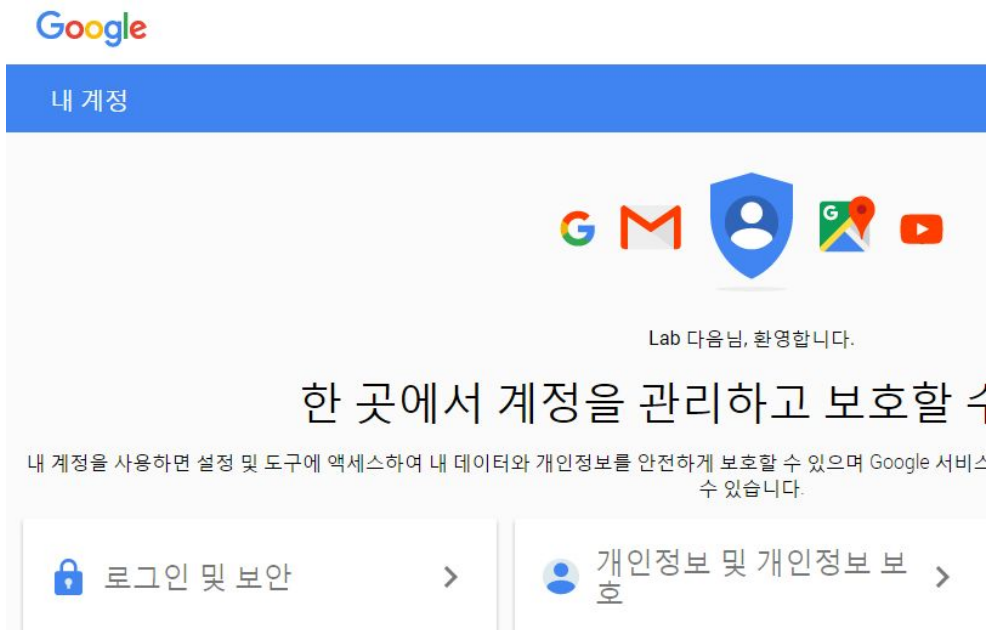 Google
내 계정
Lab 다음님, 환영합니다.
한 곳에서 계정을 관리하고 보호할
내 계정을 사용하면 설정 및 도구에 액세스하여 내 데이터와 개인정보를 안전하게 보호할 수 있으며 Google 서비스
수 있습니다.
로그인 및 보안
개인정보 및 개인정보 보
호